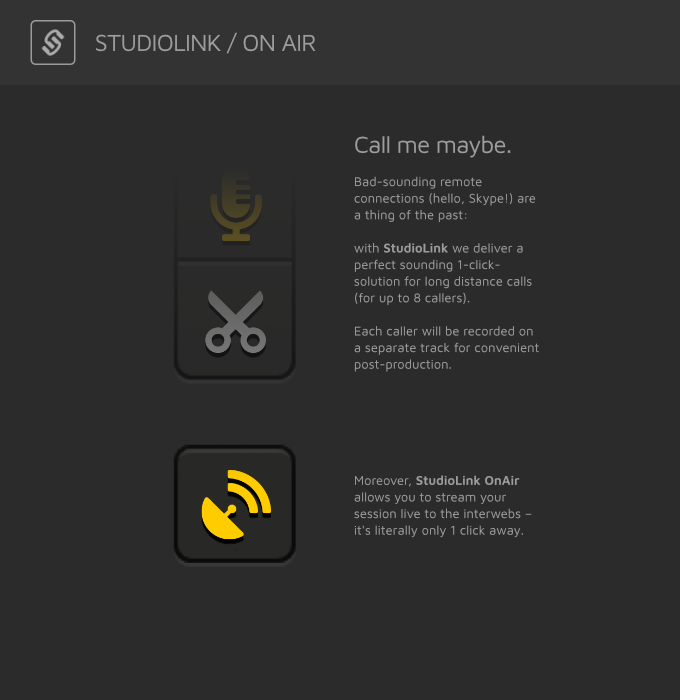 STUDIOLINK / ON AIR
Call me maybe.
Bad-sounding remote
connections (hello, Skype!) are
a thing of the past:
with StudioLink we deliver a
perfect sounding 1-click-
solution for long distance calls
(for up to 8 callers).
Each caller will be recorded on
a separate track for convenient
post-production.
Moreover, StudioLink OnAir
allows you to stream your
session live to the interwebs –
it's literally only 1 click away.